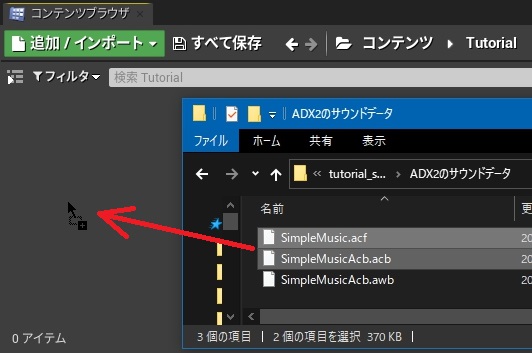 コンテンツブラウザ
追加 / インポート すべて保存 コンテンツ Tutorial
フィルタ 検索 Tutorial
ADX2のサウンドデータ
ファイル ホーム 共有 表示
tutorial_s... ADX2のサウンドデータ
名前 更
SimpleMusic.acf 20
SimpleMusicAcb.acb 20
SimpleMusicAcb.awb 20
0 アイテム
3 個の項目 2 個の項目を選択 370 KB